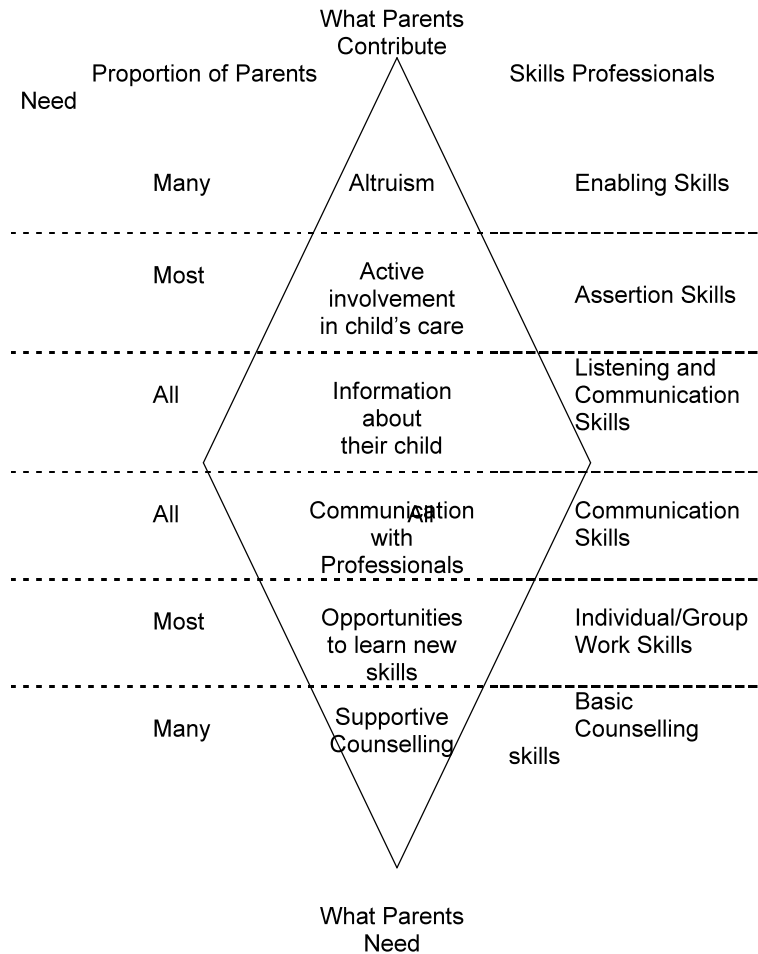 What Parents
Contribute
Proportion of Parents
Skills Professionals
Need
Many
Altruism
Enabling Skills
Most
Active
involvement
in child's care
Assertion Skills
All
Information
about
their child
Listening and
Communication
Skills
All
Communication
with
Professionals
All
Communication
Skills
Most
Opportunities
to learn new
skills
Individual/Group
Work Skills
Many
Supportive
Counselling
Basic
Counselling
skills
What Parents
Need